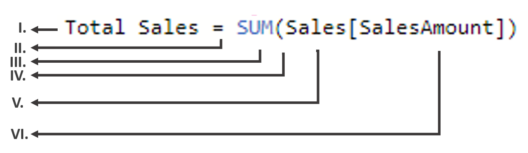 I. Total Sales = SUM(Sales[SalesAmount])
II.
III.
IV.
V.
VI.